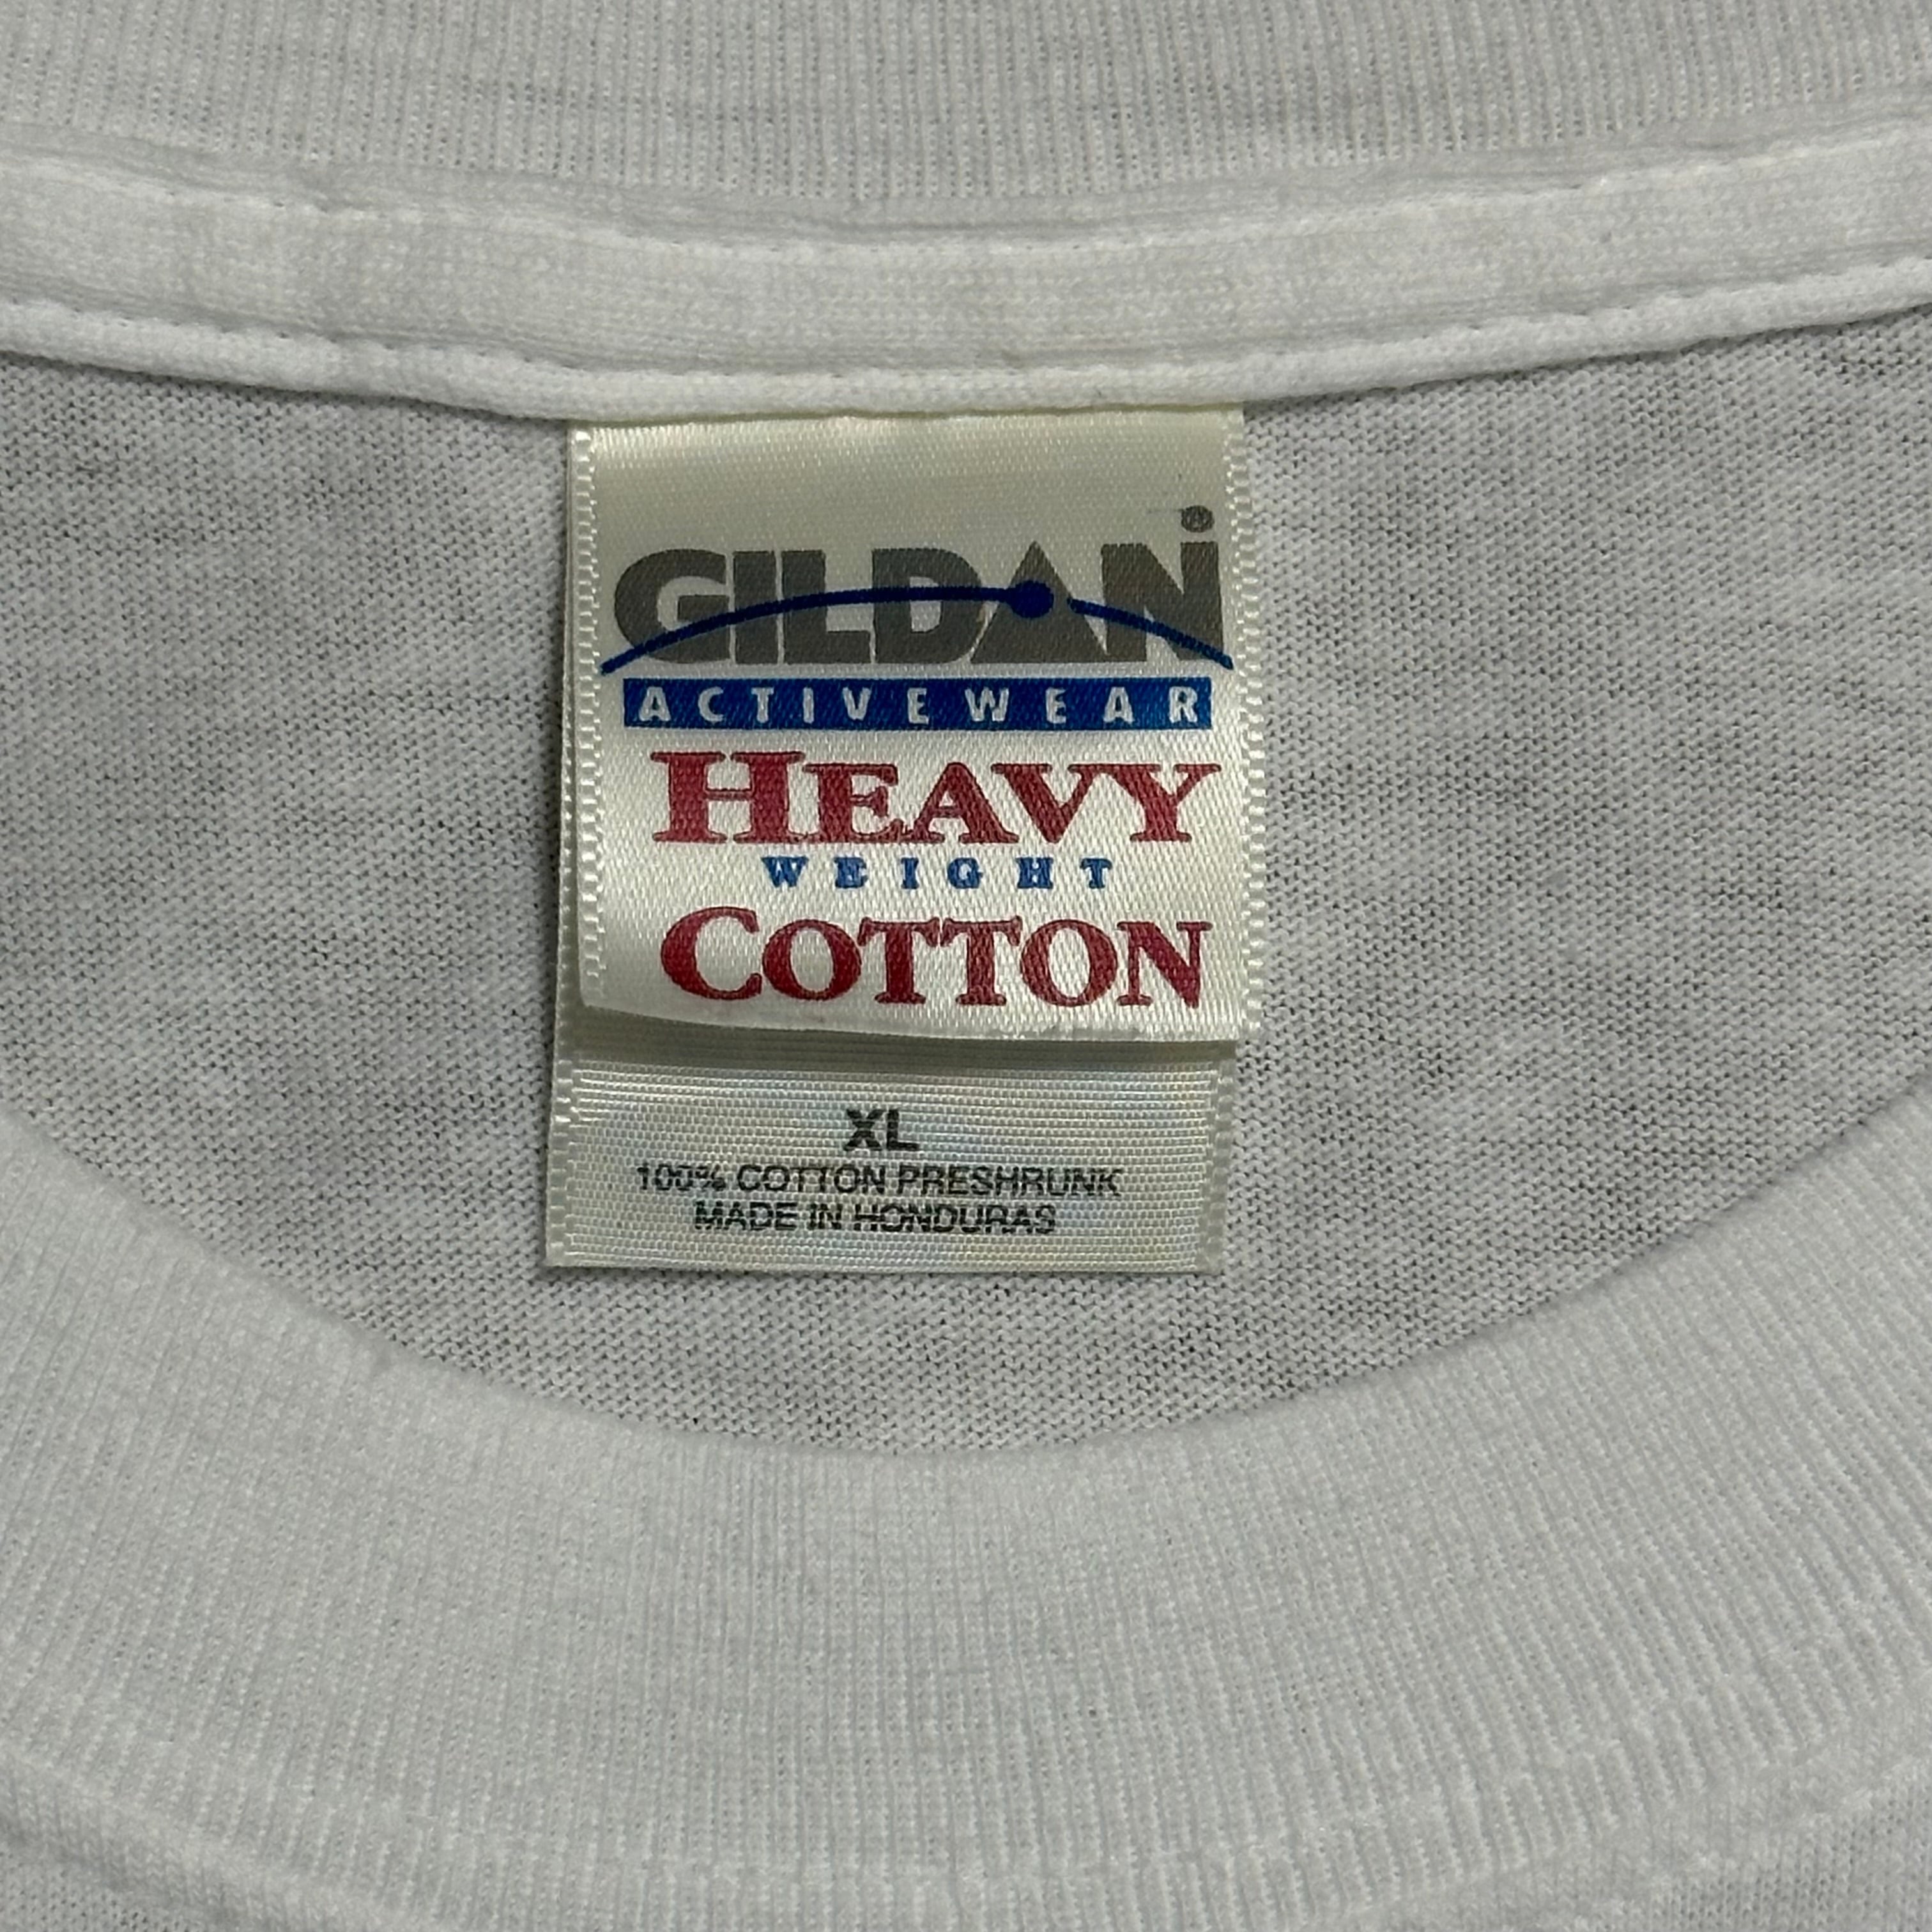 GILDAN®
ACTIVEWEAR
HEAVY
WEIGHT
COTTON
XL
100% COTTON PRESHRUNK
MADE IN HONDURAS